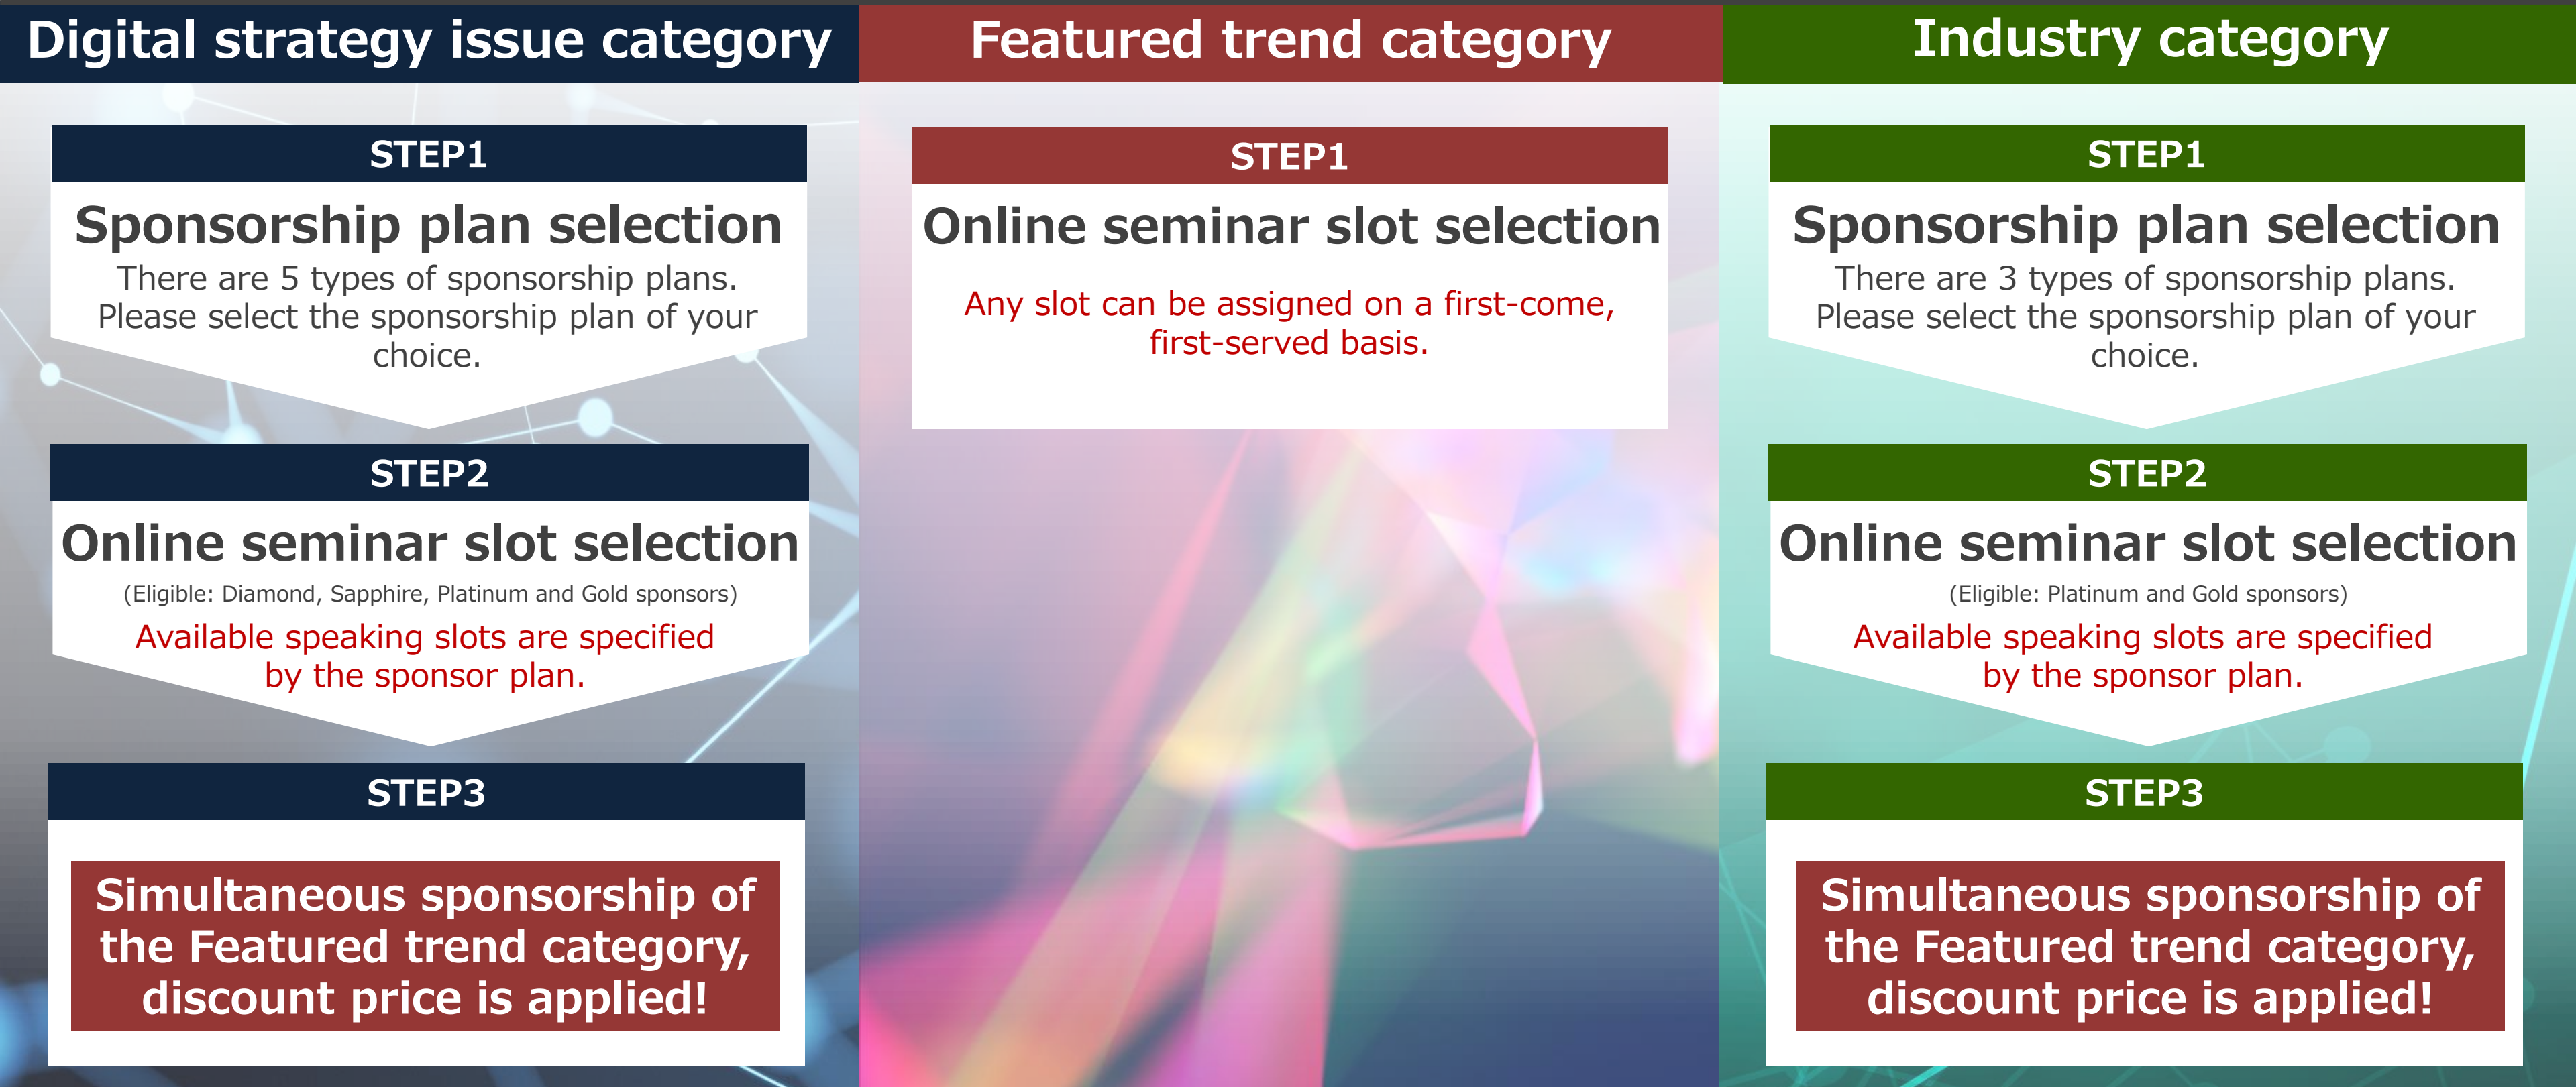 Digital strategy issue category
STEP1
Sponsorship plan selection
There are 5 types of sponsorship plans.
Please select the sponsorship plan of your
choice.
STEP2
Online seminar slot selection
(Eligible: Diamond, Sapphire, Platinum and Gold sponsors)
Available speaking slots are specified
by the sponsor plan.
STEP3
Simultaneous sponsorship of
the Featured trend category,
discount price is applied!
Featured trend category
STEP1
Online seminar slot selection
Any slot can be assigned on a first-come,
first-served basis.
Industry category
STEP1
Sponsorship plan selection
There are 3 types of sponsorship plans.
Please select the sponsorship plan of your
choice.
STEP2
Online seminar slot selection
(Eligible: Platinum and Gold sponsors)
Available speaking slots are specified
by the sponsor plan.
STEP3
Simultaneous sponsorship of
the Featured trend category,
discount price is applied!